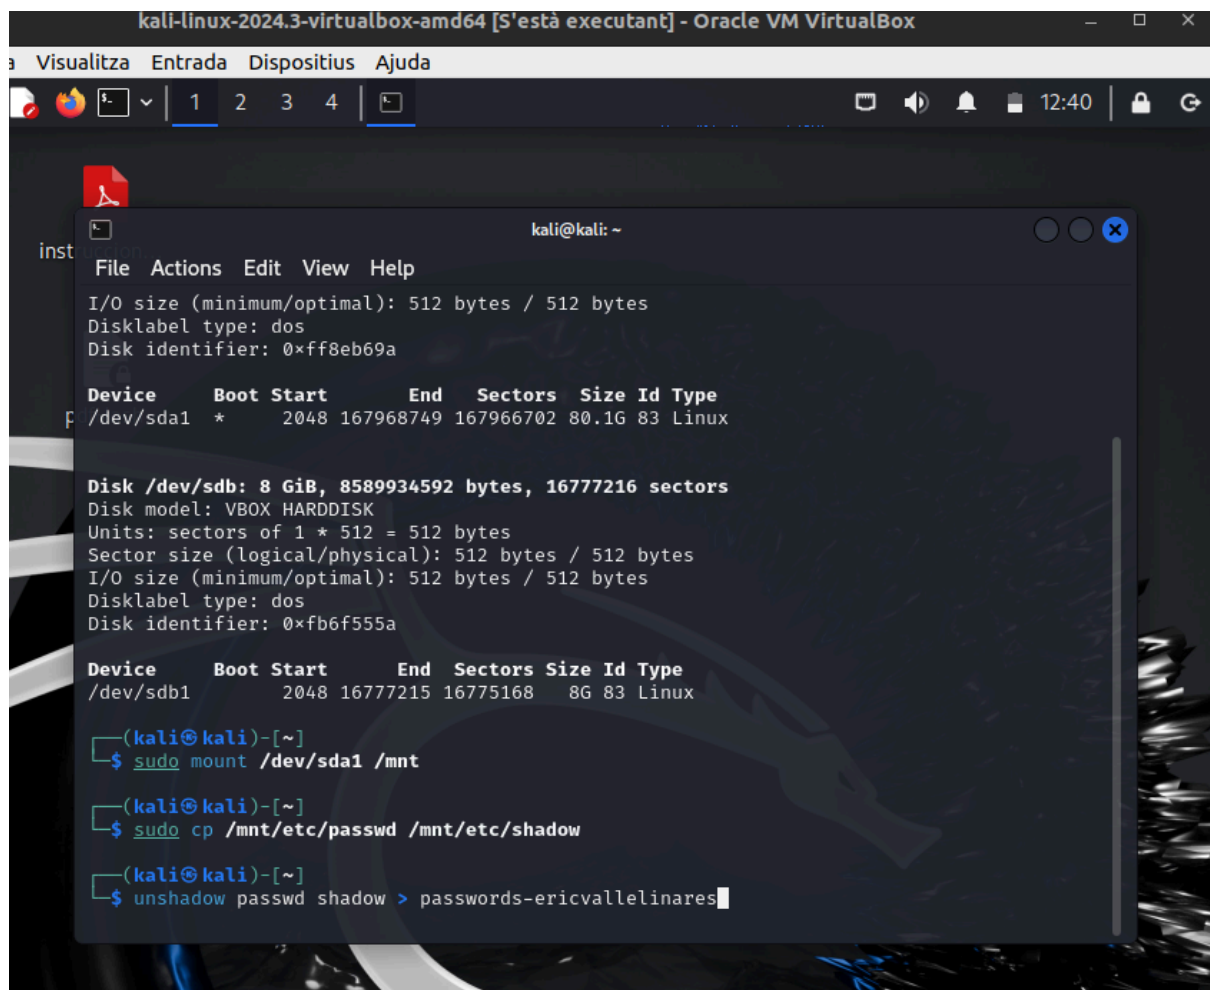 kali-linux-2024.3-virtualbox-amd64 [S'està executant] - Oracle VM VirtualBox
a Visualitza Entrada Dispositius Ajuda
1 2 3 4 12:40
kali@kali: ~
File Actions Edit View Help
I/O size (minimum/optimal): 512 bytes / 512 bytes
Disklabel type: dos
Disk identifier: 0×ff8eb69a
Device Boot Start End Sectors Size Id Type
/dev/sda1 * 2048 167968749 167966702 80.1G 83 Linux
Disk /dev/sdb: 8 GiB, 8589934592 bytes, 16777216 sectors
Disk model: VBOX HARDDISK
Units: sectors of 1 * 512 = 512 bytes
Sector size (logical/physical): 512 bytes / 512 bytes
I/O size (minimum/optimal): 512 bytes / 512 bytes
Disklabel type: dos
Disk identifier: 0×fb6f555a
Device Boot Start End Sectors Size Id Type
/dev/sdb1 2048 16777215 16775168 8G 83 Linux
┌──(kali㉿kali)-[~]
└─$ sudo mount /dev/sda1 /mnt
┌──(kali㉿kali)-[~]
└─$ sudo cp /mnt/etc/passwd /mnt/etc/shadow
┌──(kali㉿kali)-[~]
└─$ unshadow passwd shadow > passwords-ericvallelinares